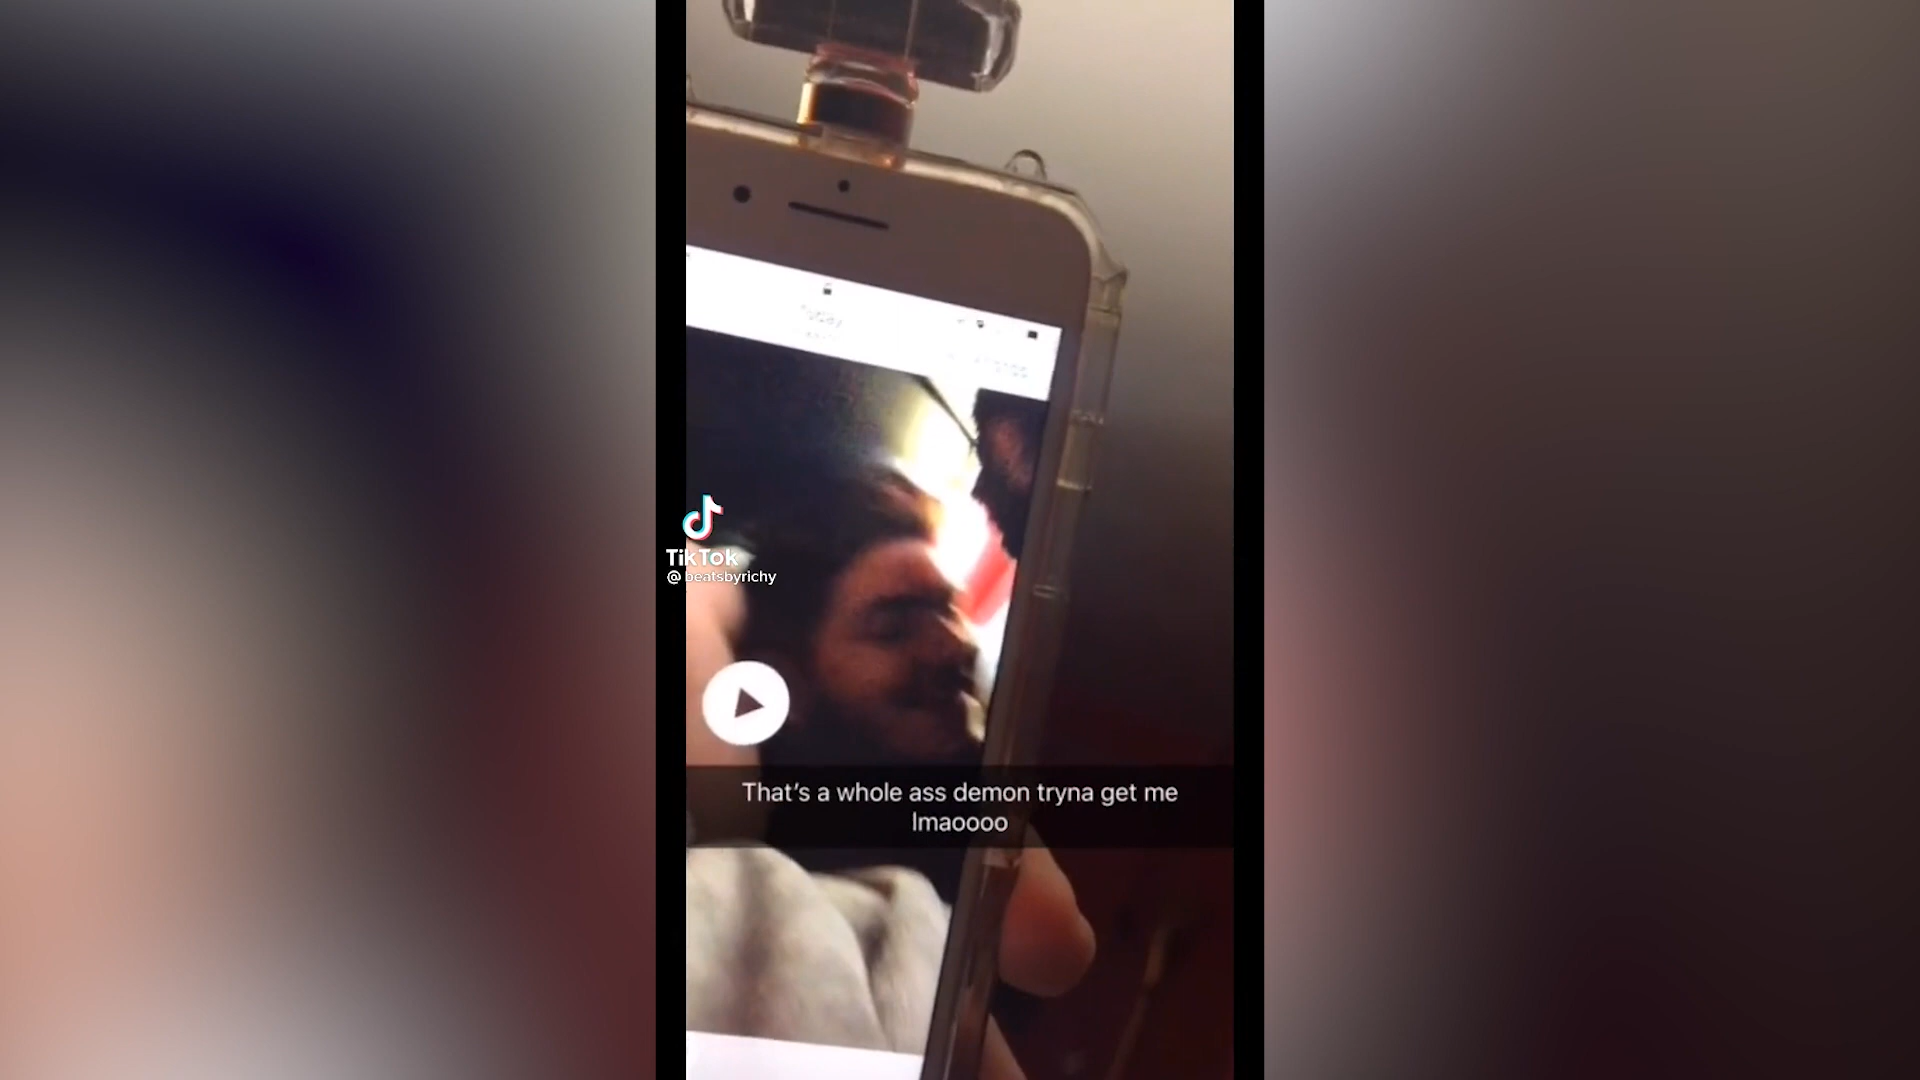 TikTok
@beatsbyrichy
That's a whole ass demon tryna get me
lmaoooo